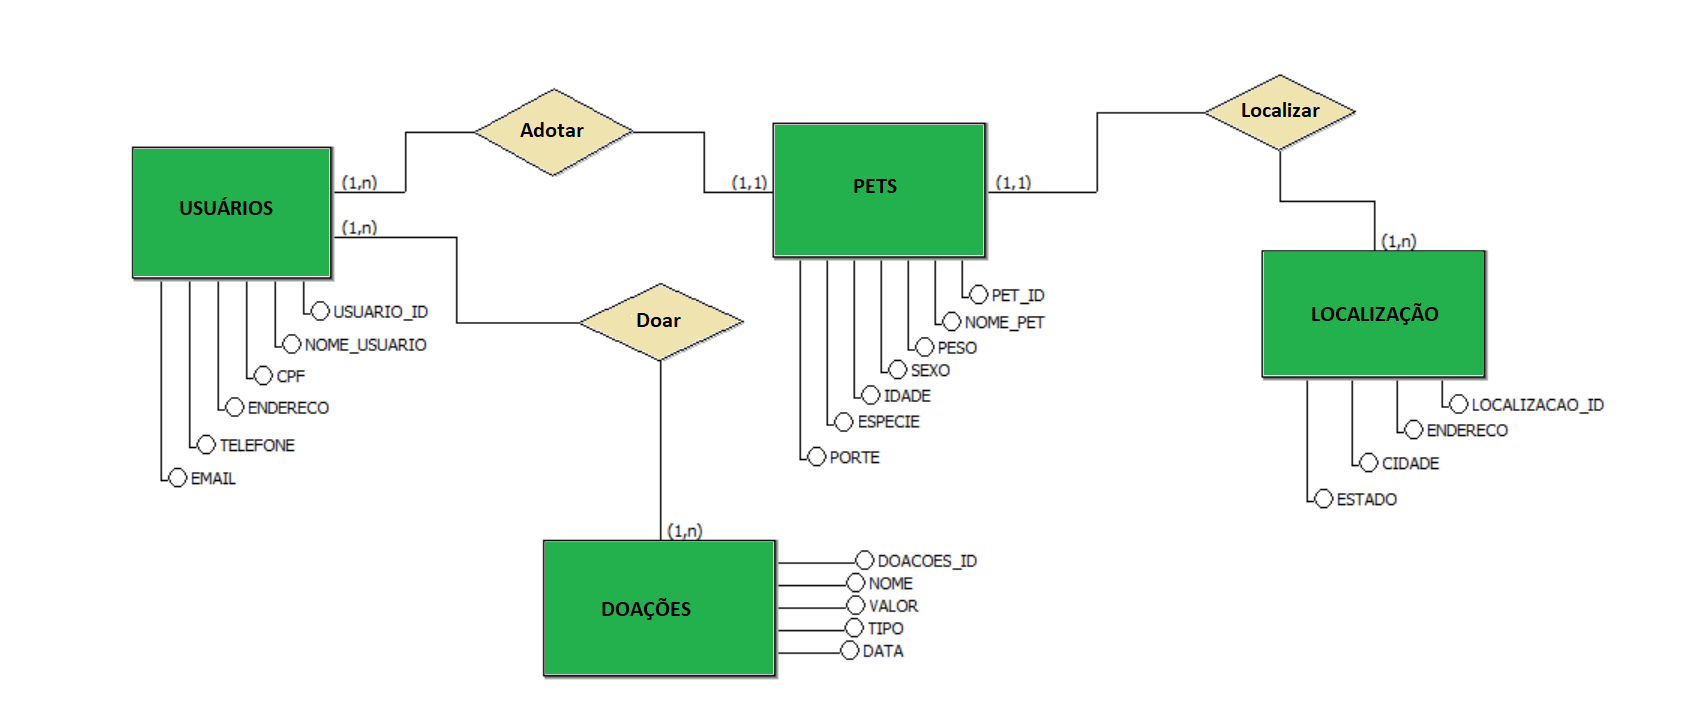 Adotar
Localizar
(1,n)
(1,1)
PETS
(1,1)
USUÁRIOS
(1,n)
(1,n)
LOCALIZAÇÃO
USUARIO_ID
NOME_USUARIO
CPF
ENDERECO
TELEFONE
EMAIL
Doar
PET_ID
NOME_PET
PESO
SEXO
IDADE
ESPECIE
PORTE
LOCALIZACAO_ID
ENDERECO
CIDADE
ESTADO
(1,n)
DOAÇÕES
DOACOES_ID
NOME
VALOR
TIPO
DATA